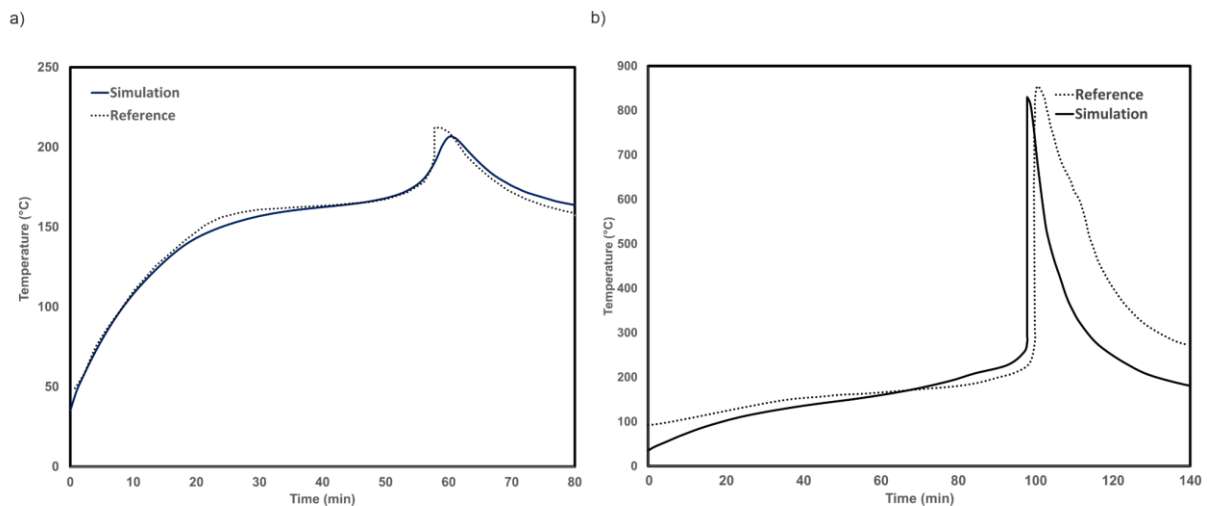 a)
250
200
150
100
50
0
Temperature (°C)
Simulation
Reference
0 10 20 30 40 50 60 70 80
Time (min)
b)
900
800
700
600
500
400
300
200
100
0
Temperature (°C)
Reference
Simulation
0 20 40 60 80 100 120 140
Time (min)